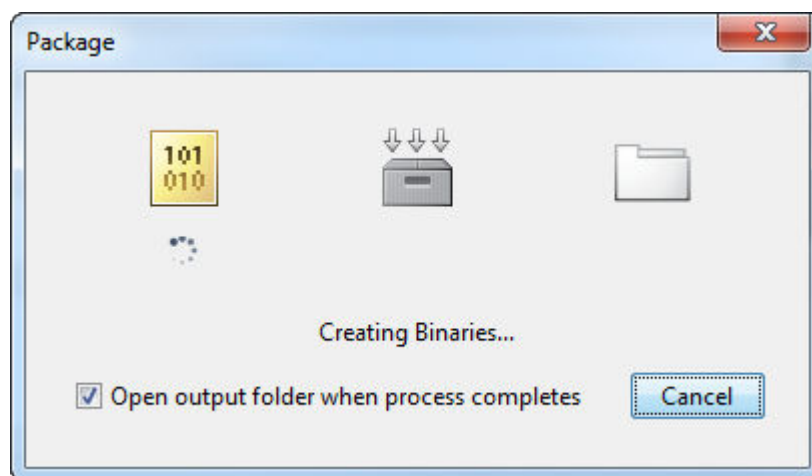 Package
101
010
Creating Binaries...
Open output folder when process completes
Cancel